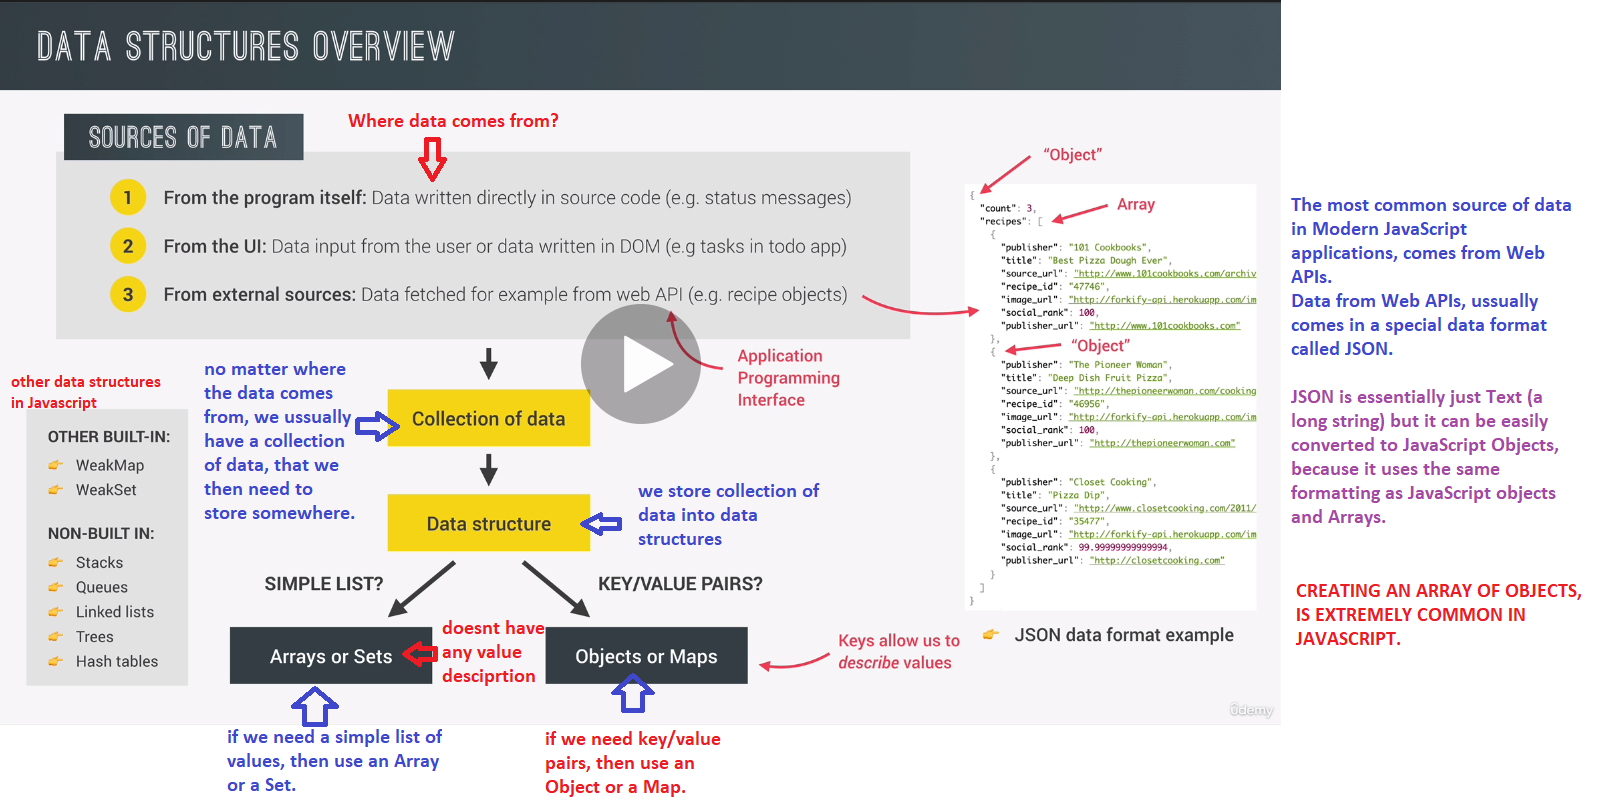 DATA STRUCTURES OVERVIEW
SOURCES OF DATA
Where data comes from?
1 From the program itself: Data written directly in source code (e.g. status messages)
2 From the UI: Data input from the user or data written in DOM (e.g tasks in todo app)
3 From external sources: Data fetched for example from web API (e.g. recipe objects)
Application
Programming
Interface
no matter where
the data comes
from, we ussually
have a collection
of data, that we
then need to
store somewhere.
Collection of data
Data structure
we store collection of
data into data
structures
other data structures
in Javascript
OTHER BUILT-IN:
WeakMap
WeakSet
NON-BUILT IN:
Stacks
Queues
Linked lists
Trees
Hash tables
SIMPLE LIST?
KEY/VALUE PAIRS?
Arrays or Sets
doesnt have
any value
desciprtion
Objects or Maps
Keys allow us to
describe values
if we need a simple list of
values, then use an Array
or a Set.
if we need key/value
pairs, then use an
Object or a Map.
"Object"
Array
"Object"
{
"count": 3,
"recipes": [
{
"publisher": "101 Cookbooks",
"title": "Best Pizza Dough Ever",
"source_url": "http://www.101cookbooks.com/archiv
"recipe_id": "47746",
"image_url": "http://forkify-api.herokuapp.com/im
"social_rank": 100,
"publisher_url": "http://www.101cookbooks.com"
},
{
"publisher": "The Pioneer Woman",
"title": "Deep Dish Fruit Pizza",
"source_url": "http://thepioneerwoman.com/cooking
"recipe_id": "46956",
"image_url": "http://forkify-api.herokuapp.com/im
"social_rank": 100,
"publisher_url": "http://thepioneerwoman.com"
},
{
"publisher": "Closet Cooking",
"title": "Pizza Dip",
"source_url": "http://www.closetcooking.com/2011/
"recipe_id": "35477",
"image_url": "http://forkify-api.herokuapp.com/im
"social_rank": 99.99999999999994,
"publisher_url": "http://closetcooking.com"
}
]
}
JSON data format example
ûdemy
The most common source of data
in Modern JavaScript
applications, comes from Web
APIs.
Data from Web APIs, ussually
comes in a special data format
called JSON.
JSON is essentially just Text (a
long string) but it can be easily
converted to JavaScript Objects,
because it uses the same
formatting as JavaScript objects
and Arrays.
CREATING AN ARRAY OF OBJECTS,
IS EXTREMELY COMMON IN
JAVASCRIPT.